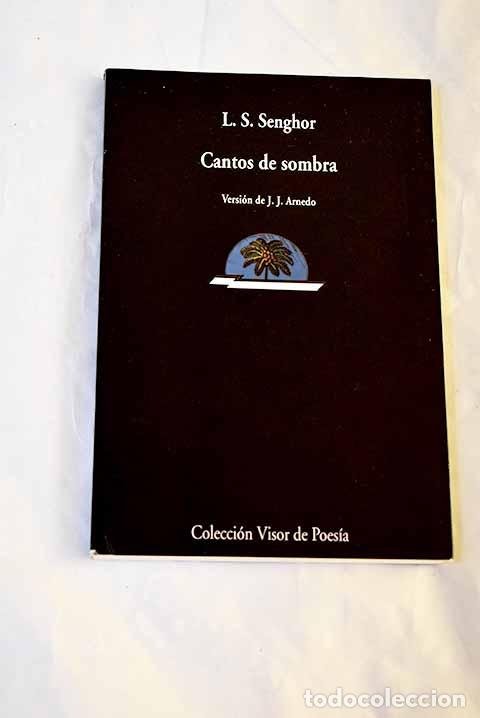 L. S. Senghor
Cantos de sombra
Versión de J. J. Arnedo
Colección Visor de Poesía
todocoleccion